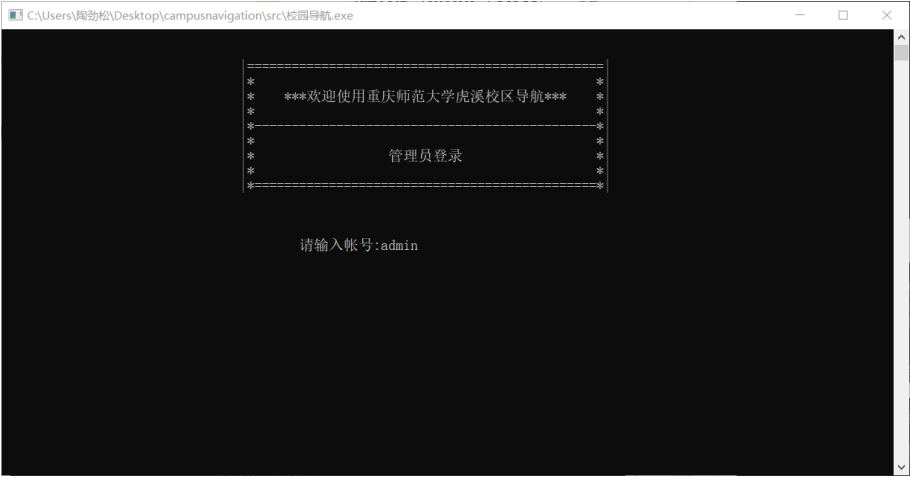 C:\Users\陶劲松\Desktop\campusnavigation\src\校园导航.exe
|================================================|
|*                                              *|
|*    ***欢迎使用重庆师范大学虎溪校区导航***    *|
|*                                              *|
|*----------------------------------------------*|
|*                                              *|
|*                  管理员登录                  *|
|*                                              *|
|*==============================================*|
请输入帐号:admin